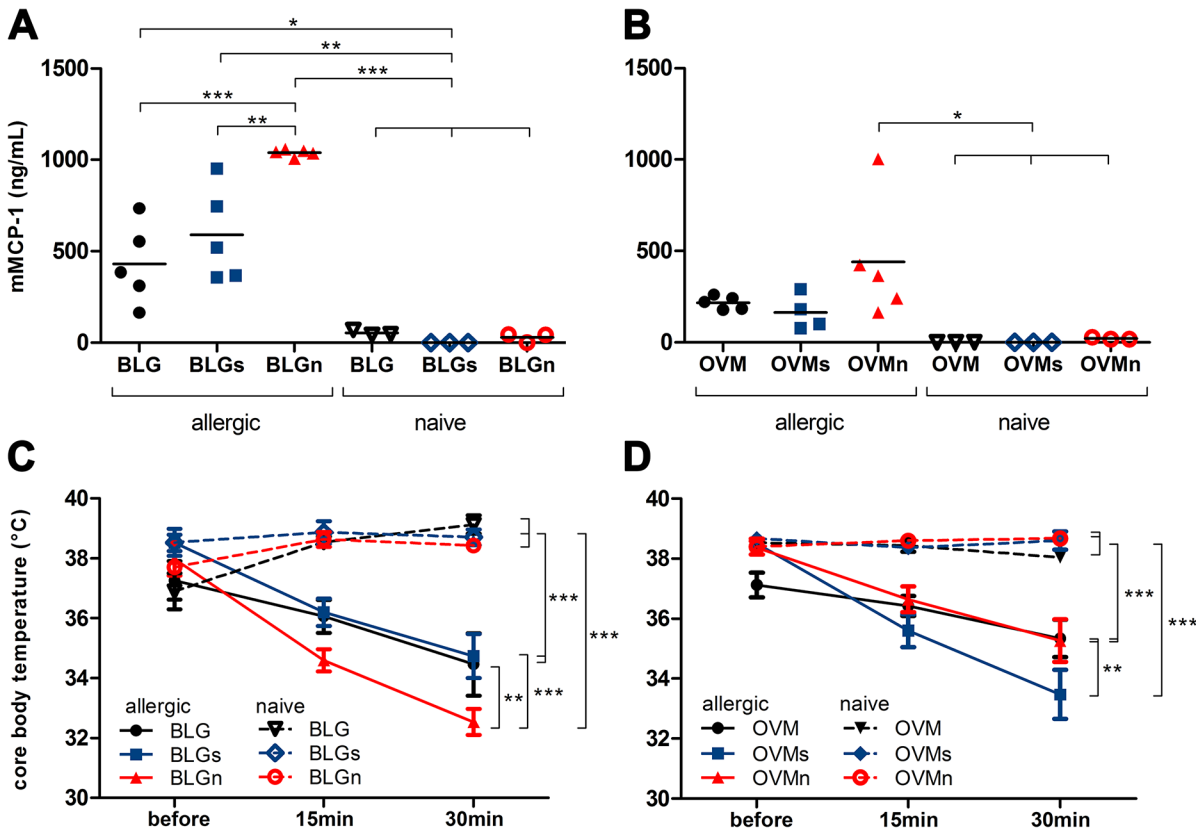 A
B
* 
**
***
***
**
*
mMCP-1 (ng/mL)
1500
1000
500
0
BLG BLGs BLGn BLG BLGs BLGn
allergic naive
1500
1000
500
0
OVM OVMs OVMn OVM OVMs OVMn
allergic naive
C
D
core body temperature (°C)
40
38
36
34
32
30
before 15min 30min
allergic naive
BLG BLG
BLGs BLGs
BLGn BLGn
** *** *** ***
40
38
36
34
32
30
before 15min 30min
allergic naive
OVM OVM
OVMs OVMs
OVMn OVMn
*** ** ***